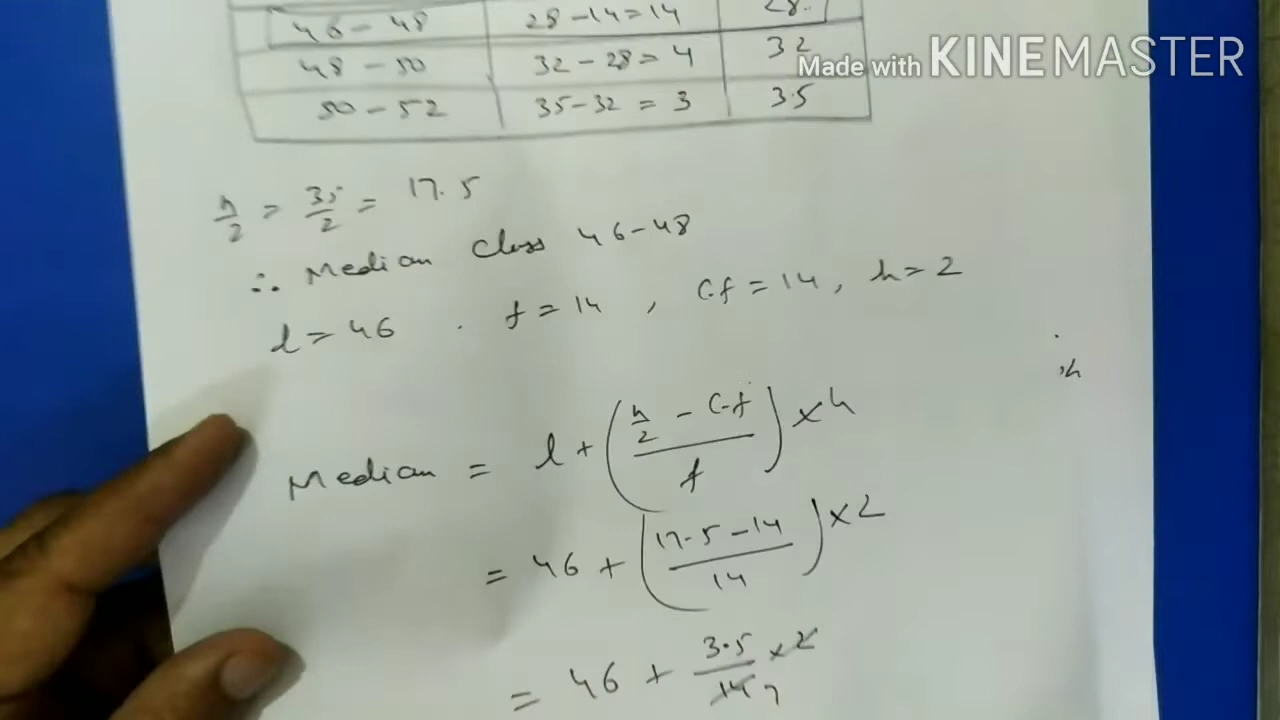 46 - 48 28 - 14 = 14 28
48 - 50 32 - 28 = 4 32
Made with KINEMASTER
50 - 52 35 - 32 = 3 35
n/2 = 35/2 = 17.5
∴ Median Class 46 - 48
l = 46 . f = 14 , C.f = 14 , h = 2
Median = l + ( (n/2 - C.f) / f ) × h
= 46 + ( (17.5 - 14) / 14 ) × 2
= 46 + 3.5/14 × 2
7